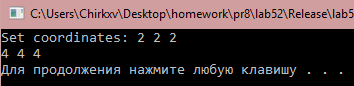 C:\Users\Chirkxv\Desktop\homework\pr8\lab52\Release\lab5
Set coordinates: 2 2 2
4 4 4
Для продолжения нажмите любую клавишу . . .